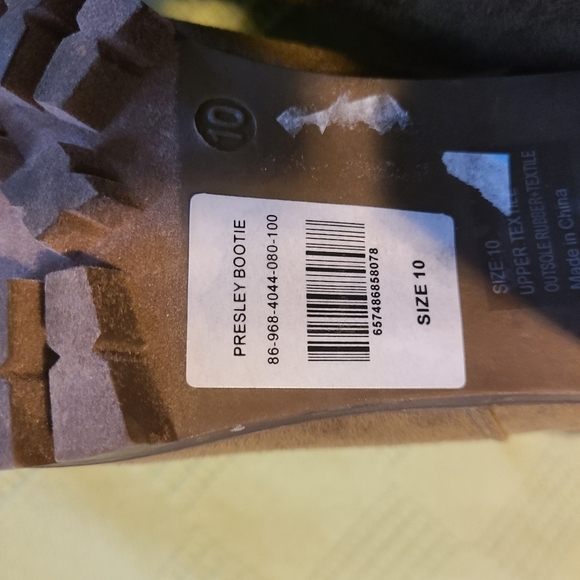 10
PRESLEY BOOTIE
86-968-4044-080-100
657486858078
SIZE 10
SIZE 10
UPPER TEXTILE
OUTSOLE RUBBER+TEXTILE
Made in China